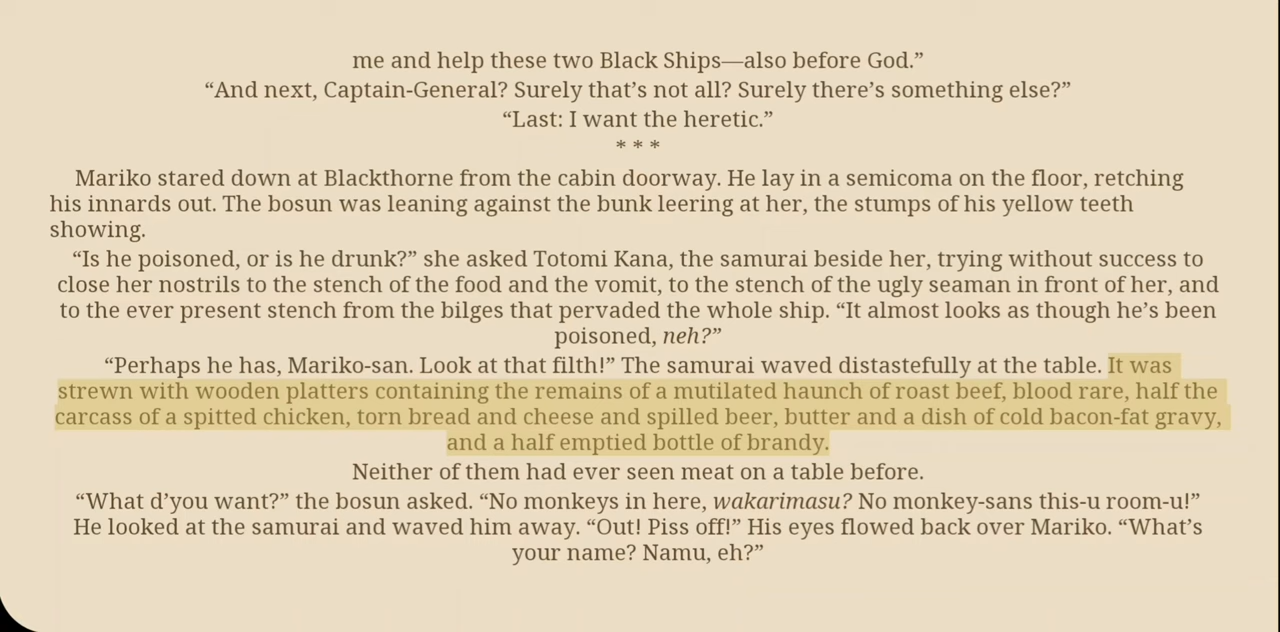 me and help these two Black Ships—also before God.”
“And next, Captain-General? Surely that’s not all? Surely there’s something else?”
“Last: I want the heretic.”
* * *
Mariko stared down at Blackthorne from the cabin doorway. He lay in a semicoma on the floor, retching
his innards out. The bosun was leaning against the bunk leering at her, the stumps of his yellow teeth
showing.
“Is he poisoned, or is he drunk?” she asked Totomi Kana, the samurai beside her, trying without success to
close her nostrils to the stench of the food and the vomit, to the stench of the ugly seaman in front of her, and
to the ever present stench from the bilges that pervaded the whole ship. “It almost looks as though he’s been
poisoned, neh?”
“Perhaps he has, Mariko-san. Look at that filth!” The samurai waved distastefully at the table. It was
strewn with wooden platters containing the remains of a mutilated haunch of roast beef, blood rare, half the
carcass of a spitted chicken, torn bread and cheese and spilled beer, butter and a dish of cold bacon-fat gravy,
and a half emptied bottle of brandy.
Neither of them had ever seen meat on a table before.
“What d’you want?” the bosun asked. “No monkeys in here, wakarimasu? No monkey-sans this-u room-u!”
He looked at the samurai and waved him away. “Out! Piss off!” His eyes flowed back over Mariko. “What’s
your name? Namu, eh?”